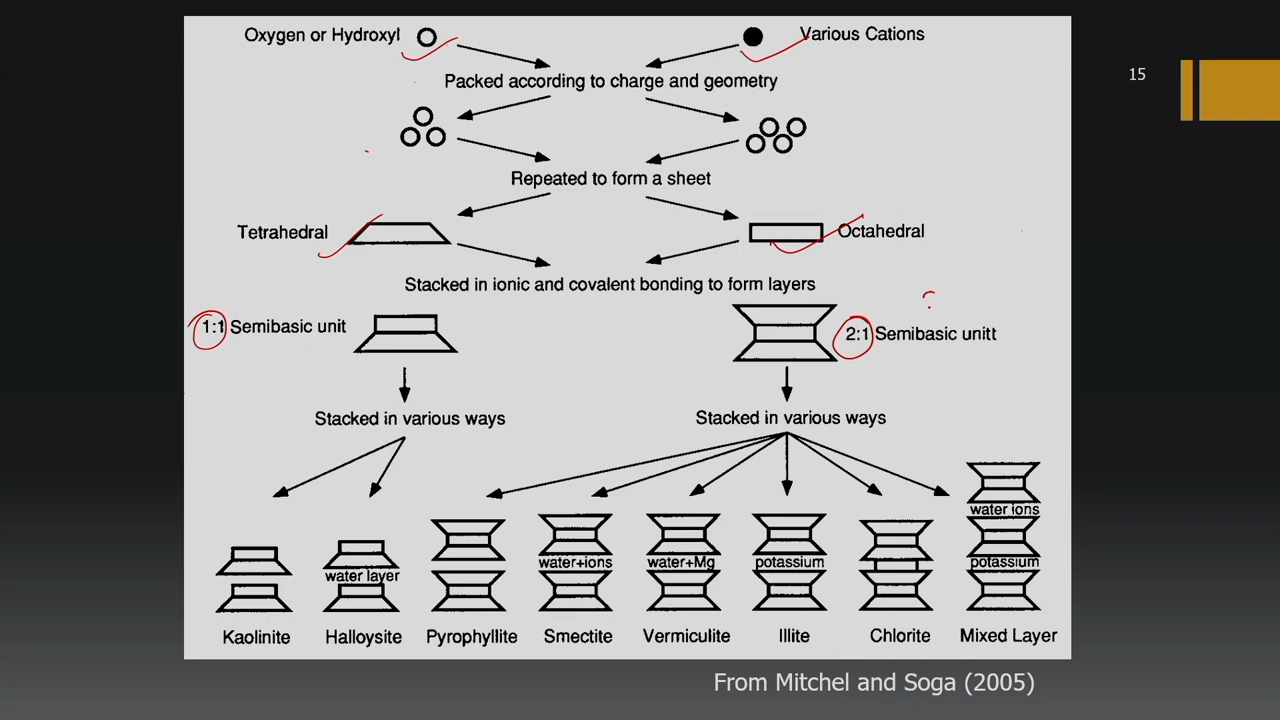 Oxygen or Hydroxyl
Various Cations
15
Packed according to charge and geometry
Repeated to form a sheet
Tetrahedral
Octahedral
Stacked in ionic and covalent bonding to form layers
1:1 Semibasic unit
2:1 Semibasic unitt
Stacked in various ways
Stacked in various ways
water ions
water layer
water+ions
water+Mg
potassium
potassium
Kaolinite
Halloysite
Pyrophyllite
Smectite
Vermiculite
Illite
Chlorite
Mixed Layer
From Mitchel and Soga (2005)